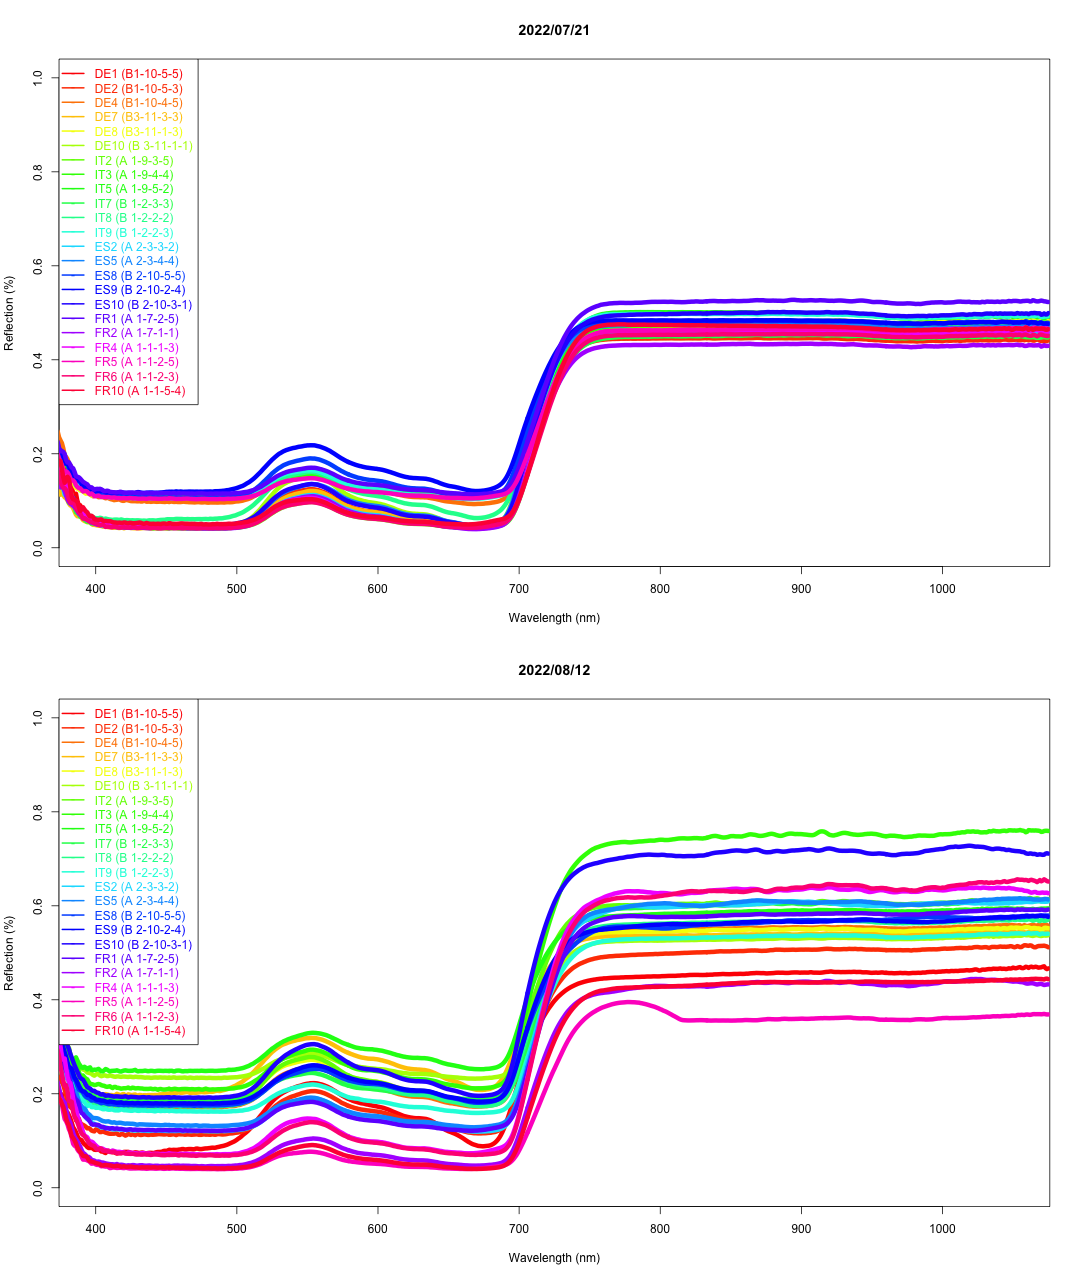 2022/07/21
1.0
0.8
0.6
0.4
0.2
0.0
Reflection (%)
DE1 (B1-10-5-5)
DE2 (B1-10-5-3)
DE4 (B1-10-4-5)
DE7 (B3-11-3-3)
DE8 (B3-11-1-3)
DE10 (B 3-11-1-1)
IT2 (A 1-9-3-5)
IT3 (A 1-9-4-4)
IT5 (A 1-9-5-2)
IT7 (B 1-2-3-3)
IT8 (B 1-2-2-2)
IT9 (B 1-2-2-3)
ES2 (A 2-3-3-2)
ES5 (A 2-3-4-4)
ES8 (B 2-10-5-5)
ES9 (B 2-10-2-4)
ES10 (B 2-10-3-1)
FR1 (A 1-7-2-5)
FR2 (A 1-7-1-1)
FR4 (A 1-1-1-3)
FR5 (A 1-1-2-5)
FR6 (A 1-1-2-3)
FR10 (A 1-1-5-4)
400 500 600 700 800 900 1000
Wavelength (nm)
2022/08/12
1.0
0.8
0.6
0.4
0.2
0.0
Reflection (%)
DE1 (B1-10-5-5)
DE2 (B1-10-5-3)
DE4 (B1-10-4-5)
DE7 (B3-11-3-3)
DE8 (B3-11-1-3)
DE10 (B 3-11-1-1)
IT2 (A 1-9-3-5)
IT3 (A 1-9-4-4)
IT5 (A 1-9-5-2)
IT7 (B 1-2-3-3)
IT8 (B 1-2-2-2)
IT9 (B 1-2-2-3)
ES2 (A 2-3-3-2)
ES5 (A 2-3-4-4)
ES8 (B 2-10-5-5)
ES9 (B 2-10-2-4)
ES10 (B 2-10-3-1)
FR1 (A 1-7-2-5)
FR2 (A 1-7-1-1)
FR4 (A 1-1-1-3)
FR5 (A 1-1-2-5)
FR6 (A 1-1-2-3)
FR10 (A 1-1-5-4)
400 500 600 700 800 900 1000
Wavelength (nm)